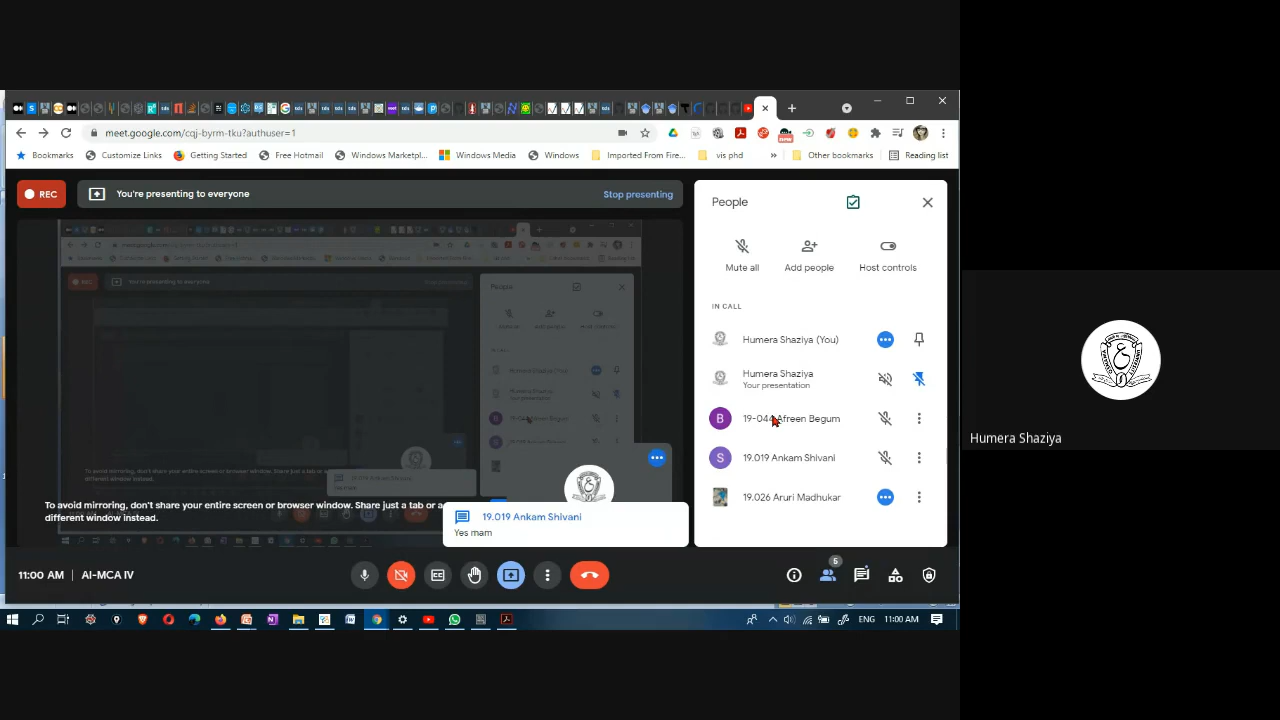 meet.google.com/cqj-byrm-tku?authuser=1
Bookmarks
Customize Links
Getting Started
Free Hotmail
Windows Marketpl...
Windows Media
Windows
Imported From Fire...
vis phd
»
Other bookmarks
Reading list
REC
You're presenting to everyone
Stop presenting
People
Mute all
Add people
Host controls
IN CALL
Humera Shaziya (You)
Humera Shaziya
Your presentation
B
19-044 Afreen Begum
S
19.019 Ankam Shivani
19.026 Aruri Madhukar
To avoid mirroring, don't share your entire screen or browser window. Share just a tab or a
different window instead.
19.019 Ankam Shivani
Yes mam
11:00 AM | AI-MCA IV
5
ENG
11:00 AM
Humera Shaziya